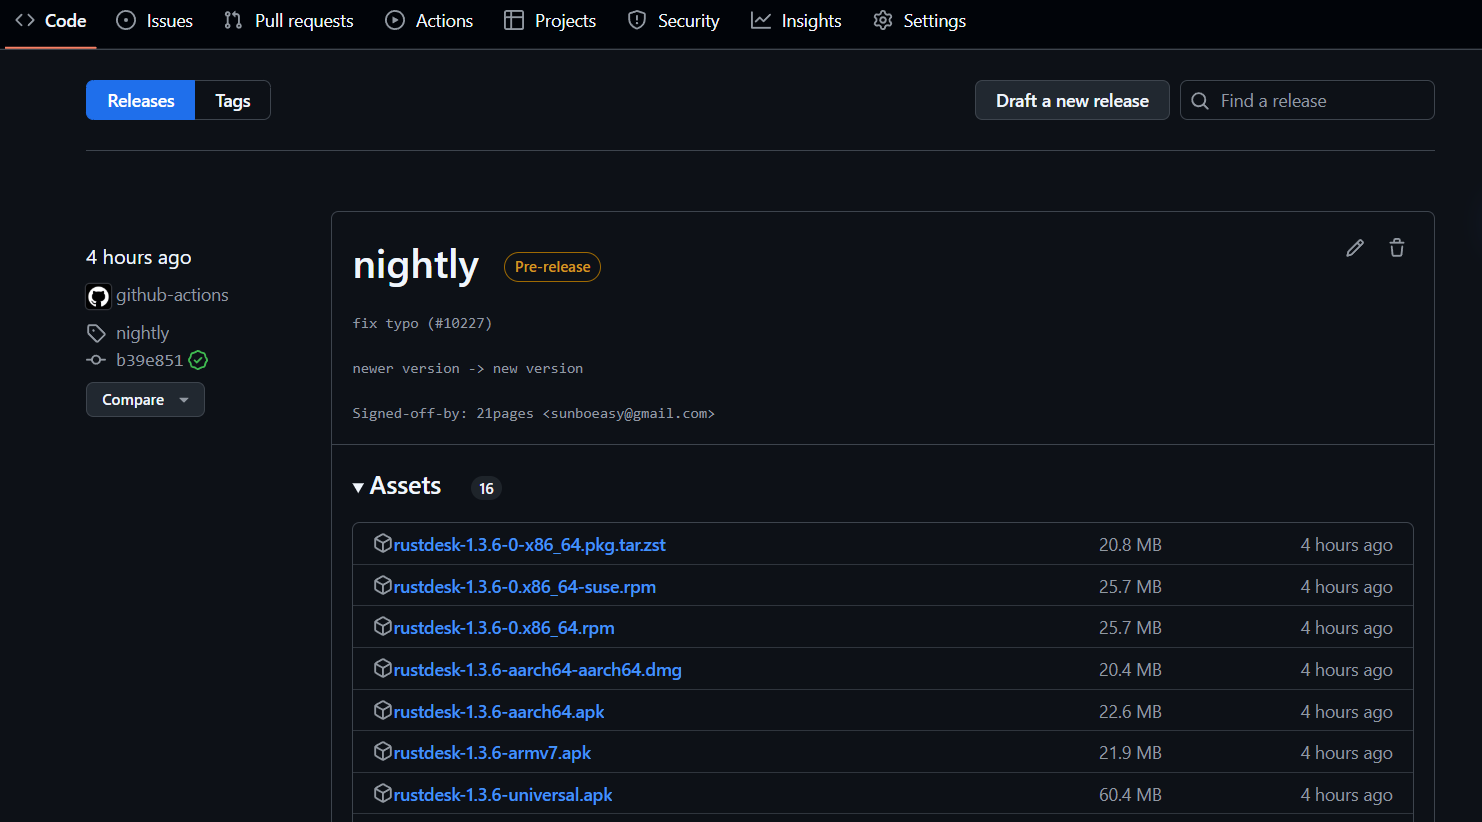 Code Issues Pull requests Actions Projects Security Insights Settings
Releases Tags Draft a new release Find a release
4 hours ago
github-actions
nightly
b39e851
Compare
nightly Pre-release
fix typo (#10227)
newer version -> new version
Signed-off-by: 21pages <sunboeasy@gmail.com>
Assets 16
rustdesk-1.3.6-0-x86_64.pkg.tar.zst 20.8 MB 4 hours ago
rustdesk-1.3.6-0.x86_64-suse.rpm 25.7 MB 4 hours ago
rustdesk-1.3.6-0.x86_64.rpm 25.7 MB 4 hours ago
rustdesk-1.3.6-aarch64-aarch64.dmg 20.4 MB 4 hours ago
rustdesk-1.3.6-aarch64.apk 22.6 MB 4 hours ago
rustdesk-1.3.6-armv7.apk 21.9 MB 4 hours ago
rustdesk-1.3.6-universal.apk 60.4 MB 4 hours ago